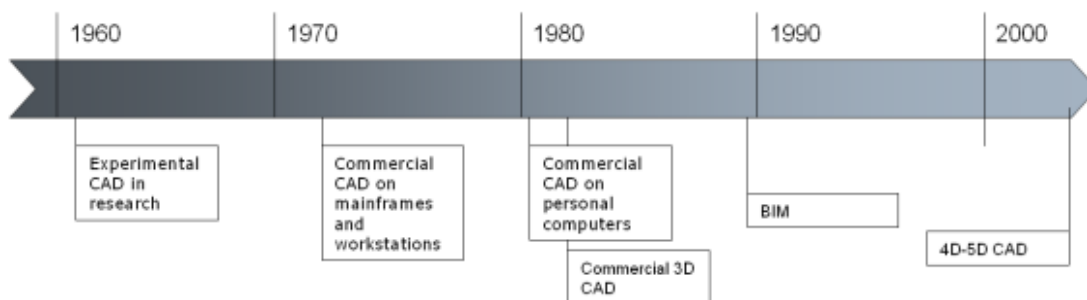 1960
1970
1980
1990
2000
Experimental
CAD in
research
Commercial
CAD on
mainframes
and
workstations
Commercial
CAD on
personal
computers
Commercial 3D
CAD
BIM
4D-5D CAD